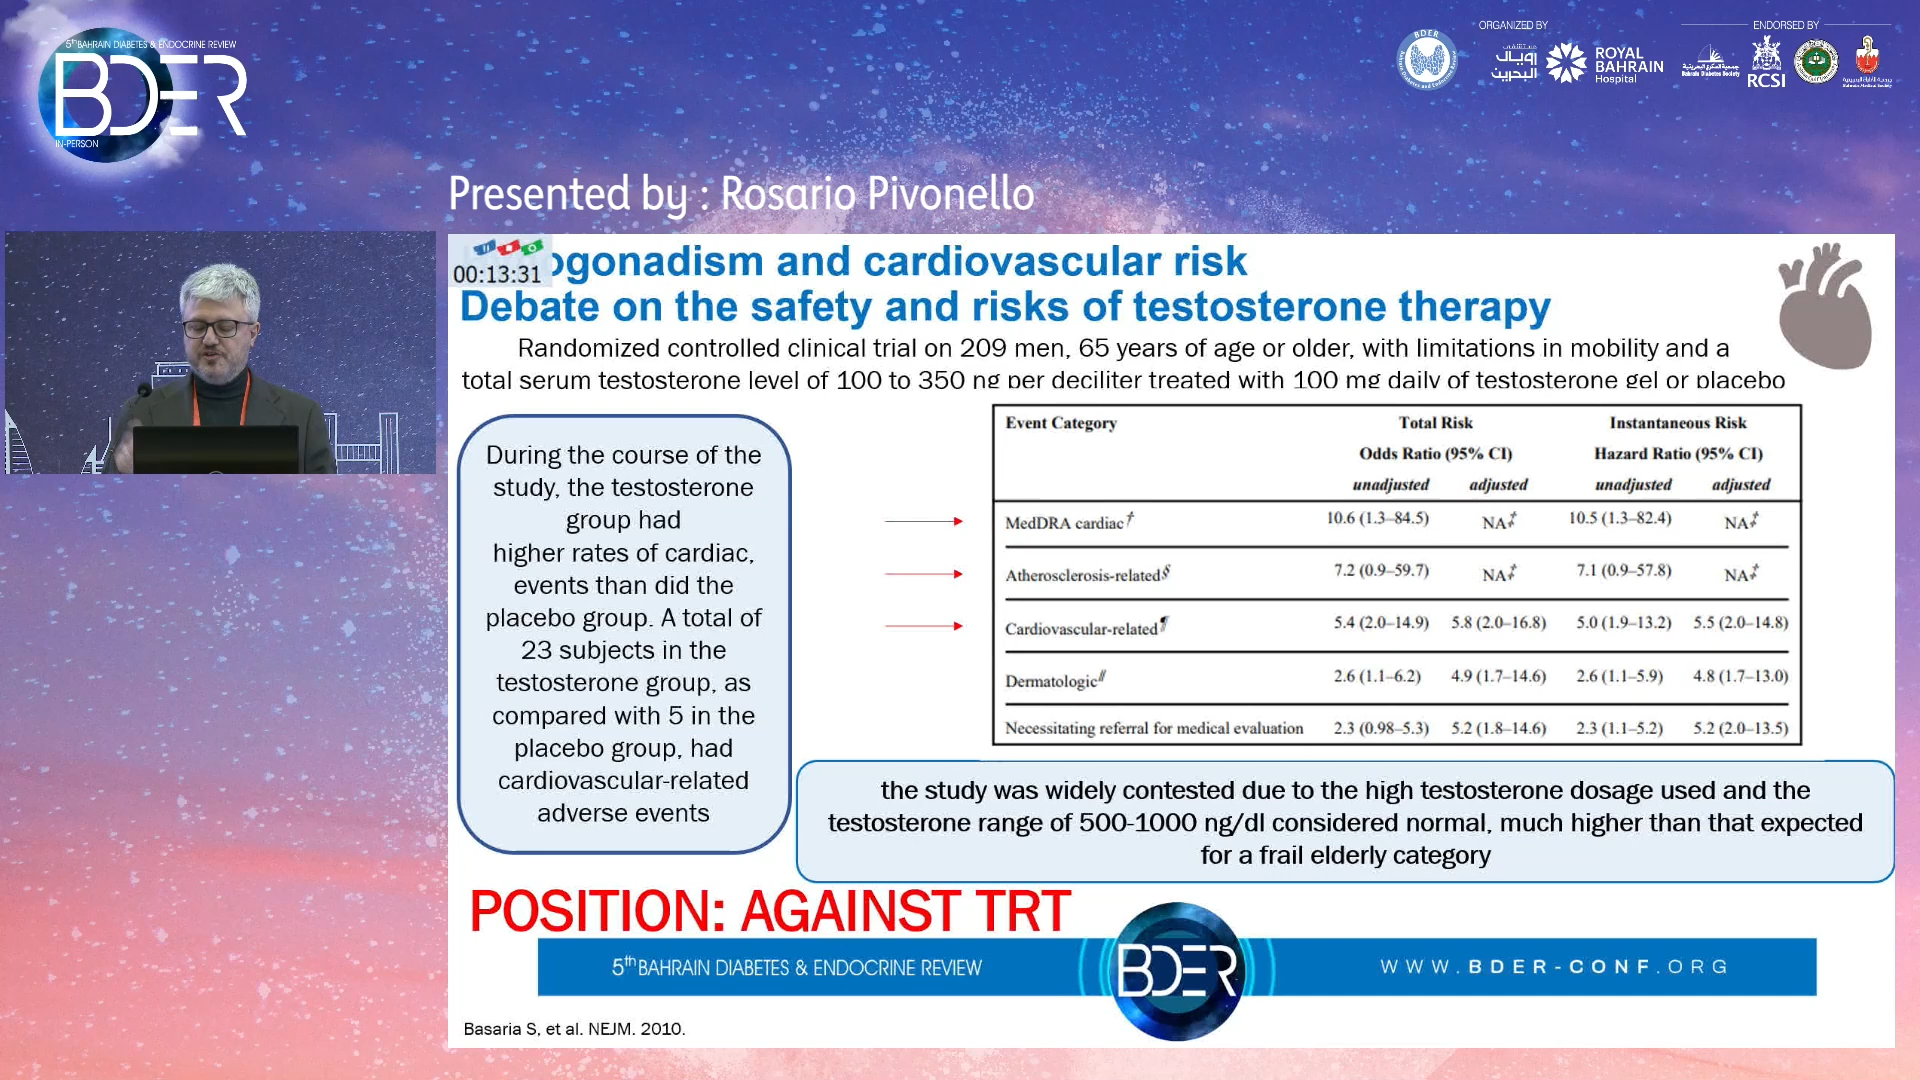 5th BAHRAIN DIABETES & ENDOCRINE REVIEW
BDER
IN-PERSON
ORGANIZED BY
ENDORSED BY
BDER
مستشفى
رويال
البحرين
ROYAL
BAHRAIN
Hospital
Bahrain Diabetes Society
RCSI
Bahrain Medical Society
Presented by : Rosario Pivonello
00:13:31
ogonadism and cardiovascular risk
Debate on the safety and risks of testosterone therapy
Randomized controlled clinical trial on 209 men, 65 years of age or older, with limitations in mobility and a
total serum testosterone level of 100 to 350 ng per deciliter treated with 100 mg daily of testosterone gel or placebo
During the course of the
study, the testosterone
group had
higher rates of cardiac,
events than did the
placebo group. A total of
23 subjects in the
testosterone group, as
compared with 5 in the
placebo group, had
cardiovascular-related
adverse events
Event Category Total Risk Instantaneous Risk
Odds Ratio (95% CI) Hazard Ratio (95% CI)
unadjusted adjusted unadjusted adjusted
MedDRA cardiac† 10.6 (1.3–84.5) NA‡ 10.5 (1.3–82.4) NA‡
Atherosclerosis-related§ 7.2 (0.9–59.7) NA‡ 7.1 (0.9–57.8) NA‡
Cardiovascular-related¶ 5.4 (2.0–14.9) 5.8 (2.0–16.8) 5.0 (1.9–13.2) 5.5 (2.0–14.8)
Dermatologic// 2.6 (1.1–6.2) 4.9 (1.7–14.6) 2.6 (1.1–5.9) 4.8 (1.7–13.0)
Necessitating referral for medical evaluation 2.3 (0.98–5.3) 5.2 (1.8–14.6) 2.3 (1.1–5.2) 5.2 (2.0–13.5)
the study was widely contested due to the high testosterone dosage used and the
testosterone range of 500-1000 ng/dl considered normal, much higher than that expected
for a frail elderly category
POSITION: AGAINST TRT
5th BAHRAIN DIABETES & ENDOCRINE REVIEW
BDER
WWW.BDER-CONF.ORG
Basaria S, et al. NEJM. 2010.